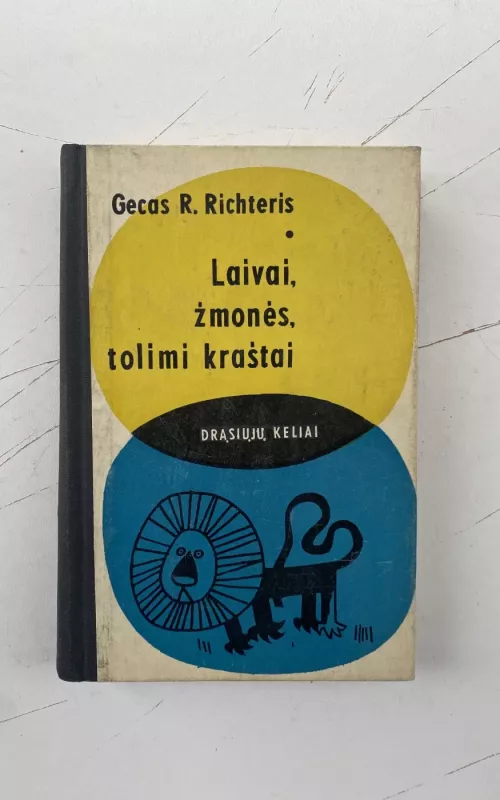 Gecas R. Richteris
•
Laivai,
žmonės,
tolimi kraštai
DRĄSIŲJŲ KELIAI